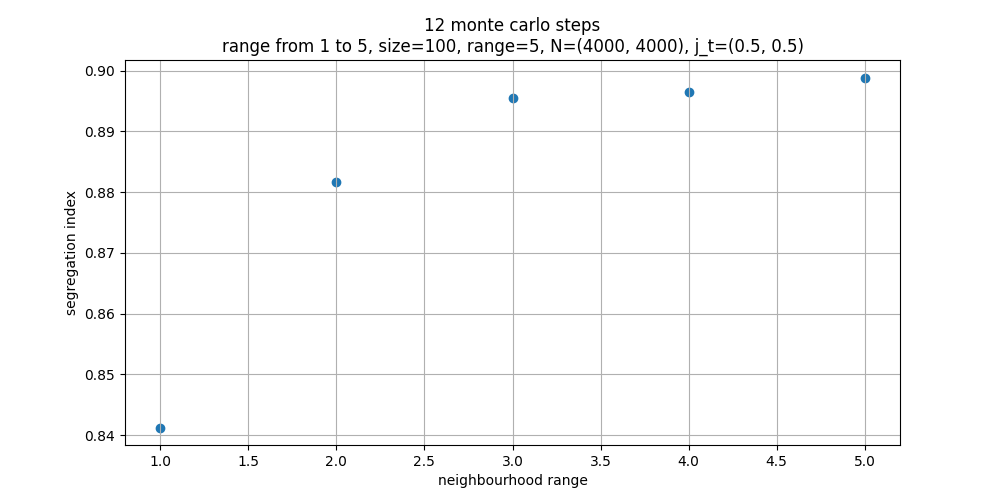 12 monte carlo steps
range from 1 to 5, size=100, range=5, N=(4000, 4000), j_t=(0.5, 0.5)
0.90
0.89
0.88
0.87
0.86
0.85
0.84
segregation index
1.0 1.5 2.0 2.5 3.0 3.5 4.0 4.5 5.0
neighbourhood range